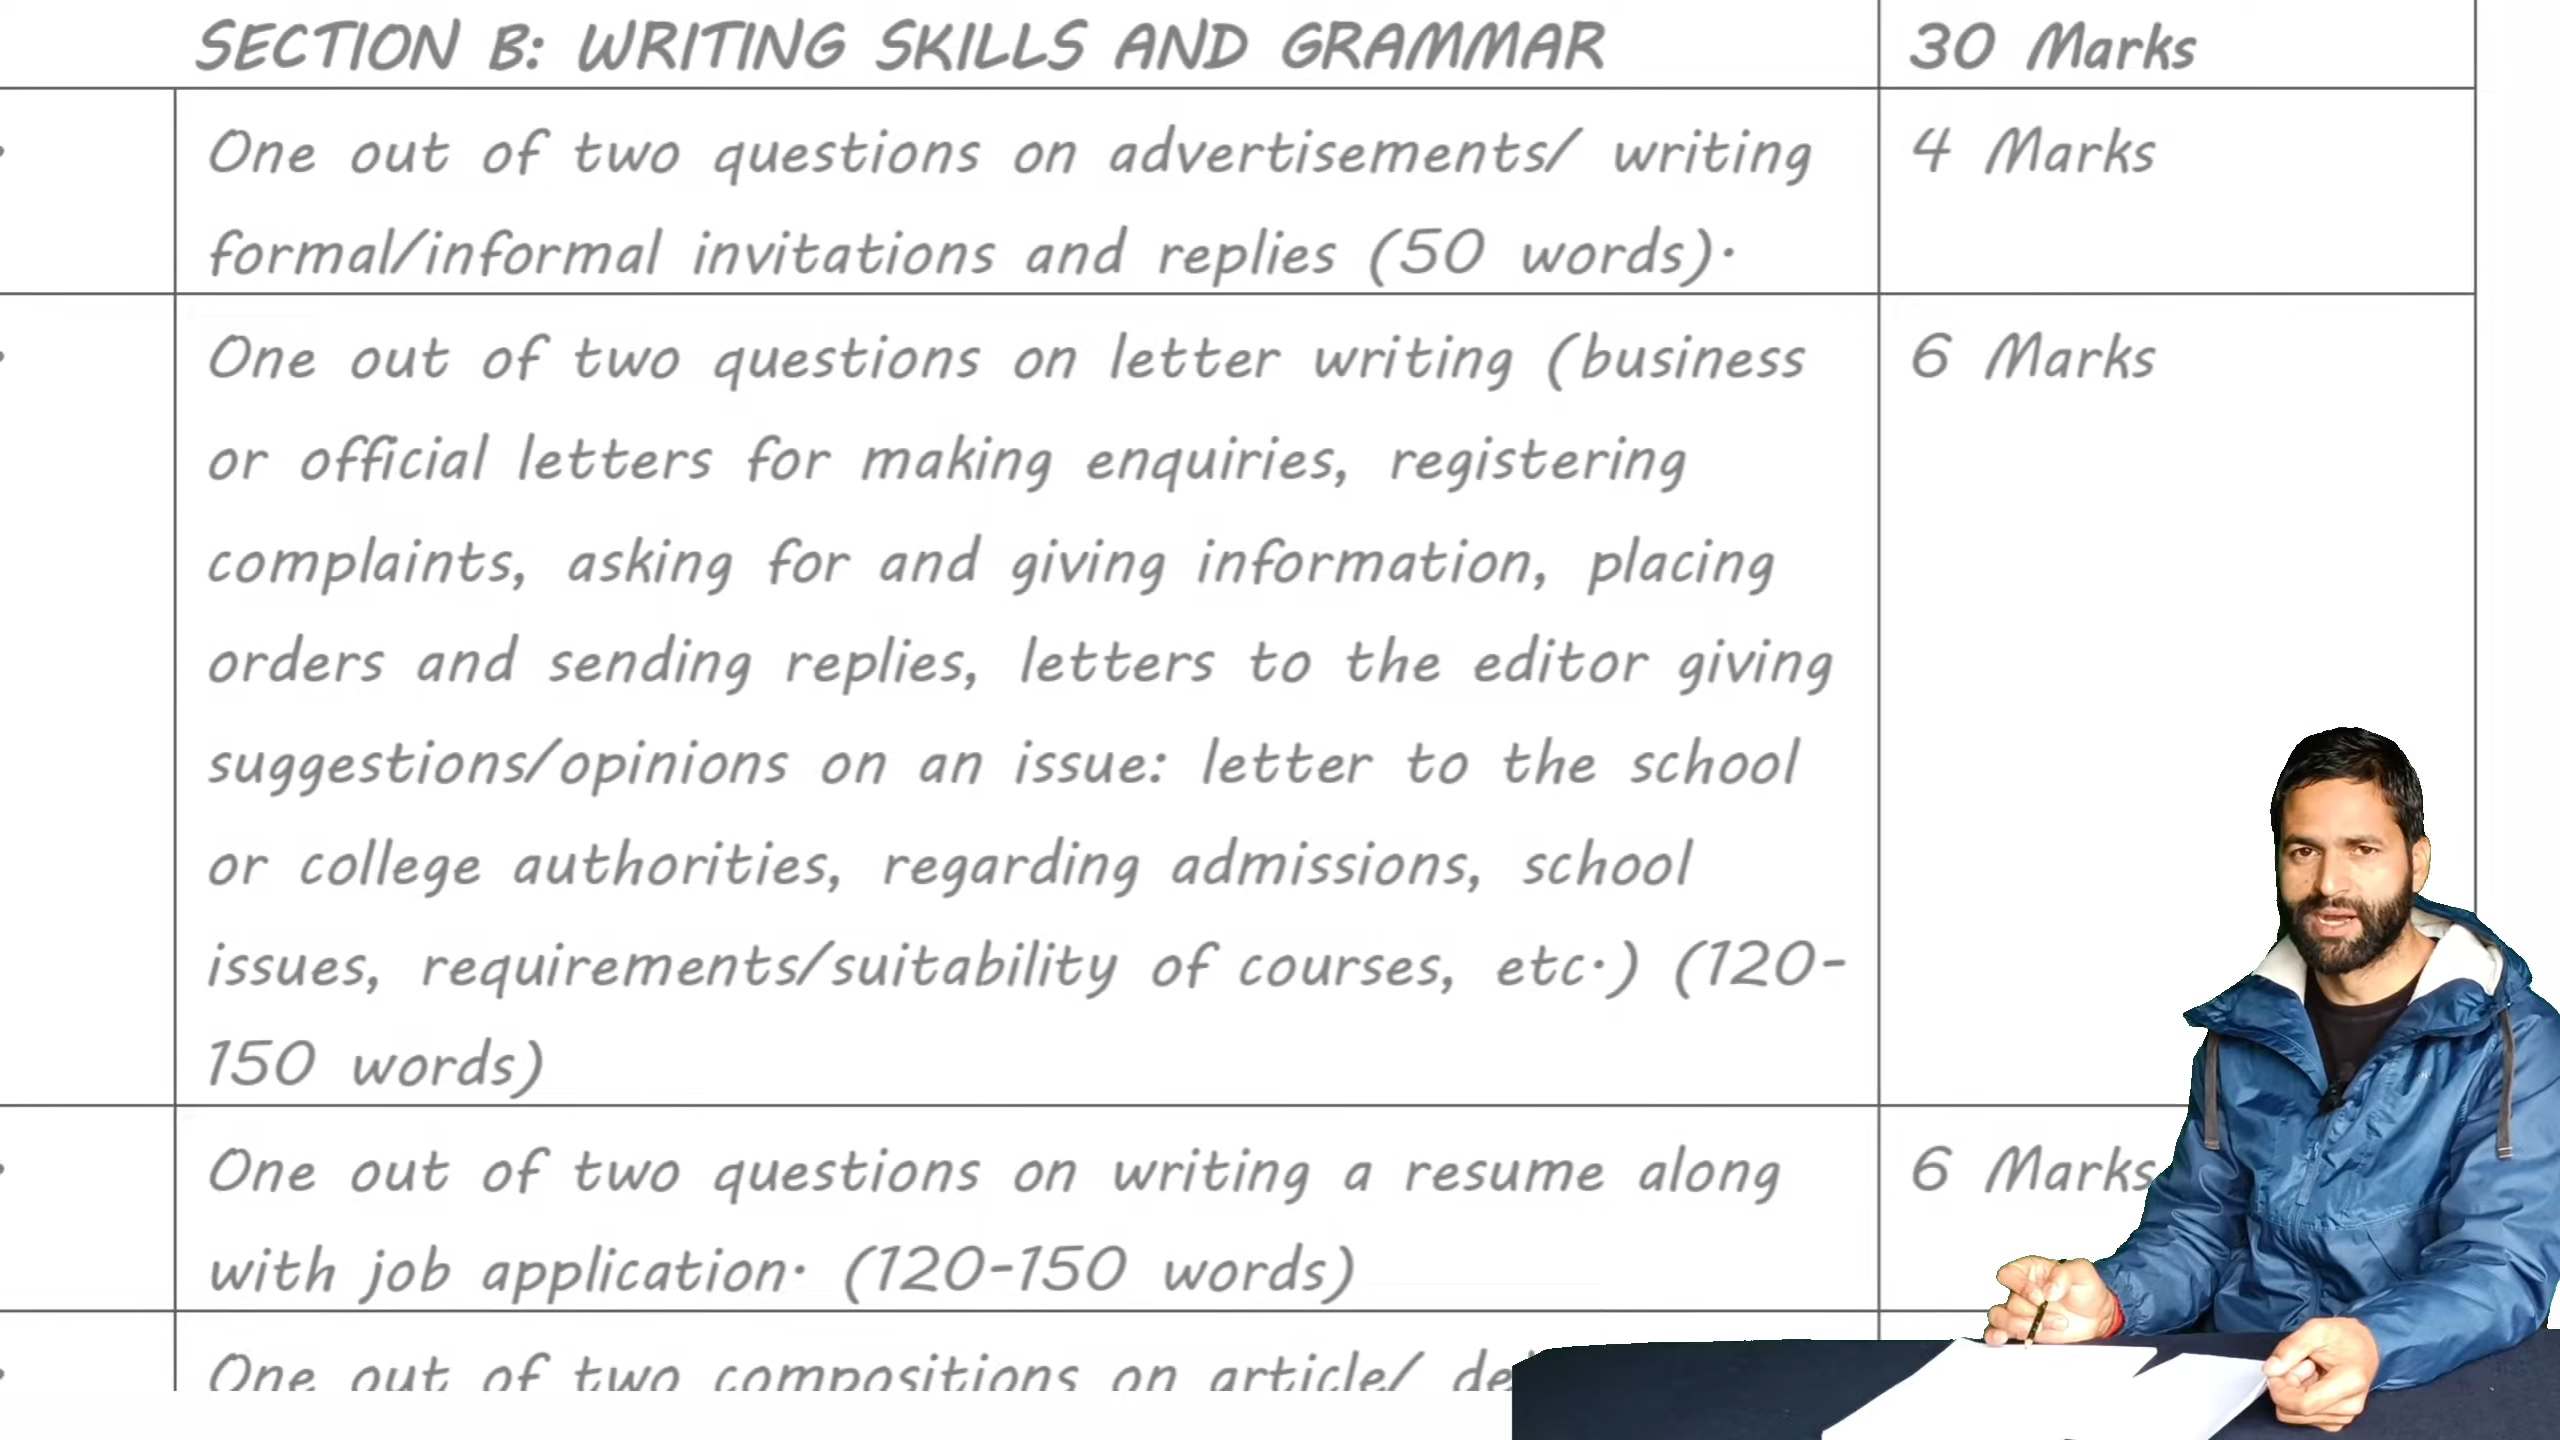 SECTION B: WRITING SKILLS AND GRAMMAR 30 Marks
One out of two questions on advertisements/ writing 4 Marks
formal/informal invitations and replies (50 words).
One out of two questions on letter writing (business 6 Marks
or official letters for making enquiries, registering
complaints, asking for and giving information, placing
orders and sending replies, letters to the editor giving
suggestions/opinions on an issue: letter to the school
or college authorities, regarding admissions, school
issues, requirements/suitability of courses, etc.) (120-
150 words)
One out of two questions on writing a resume along 6 Marks
with job application. (120-150 words)
One out of two compositions on article/